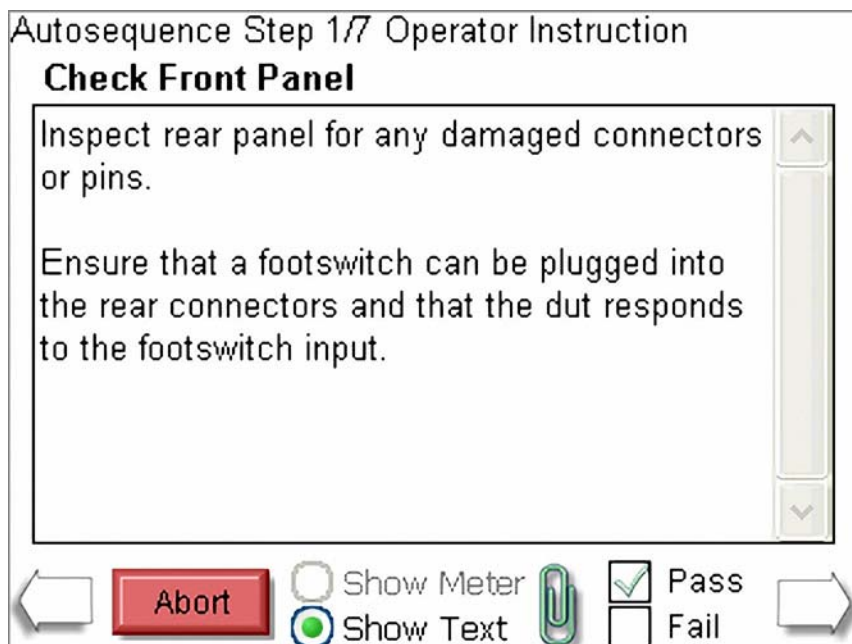 Autosequence Step 1/7 Operator Instruction
Check Front Panel
Inspect rear panel for any damaged connectors
or pins.
Ensure that a footswitch can be plugged into
the rear connectors and that the dut responds
to the footswitch input.
Abort
Show Meter
Show Text
Pass
Fail